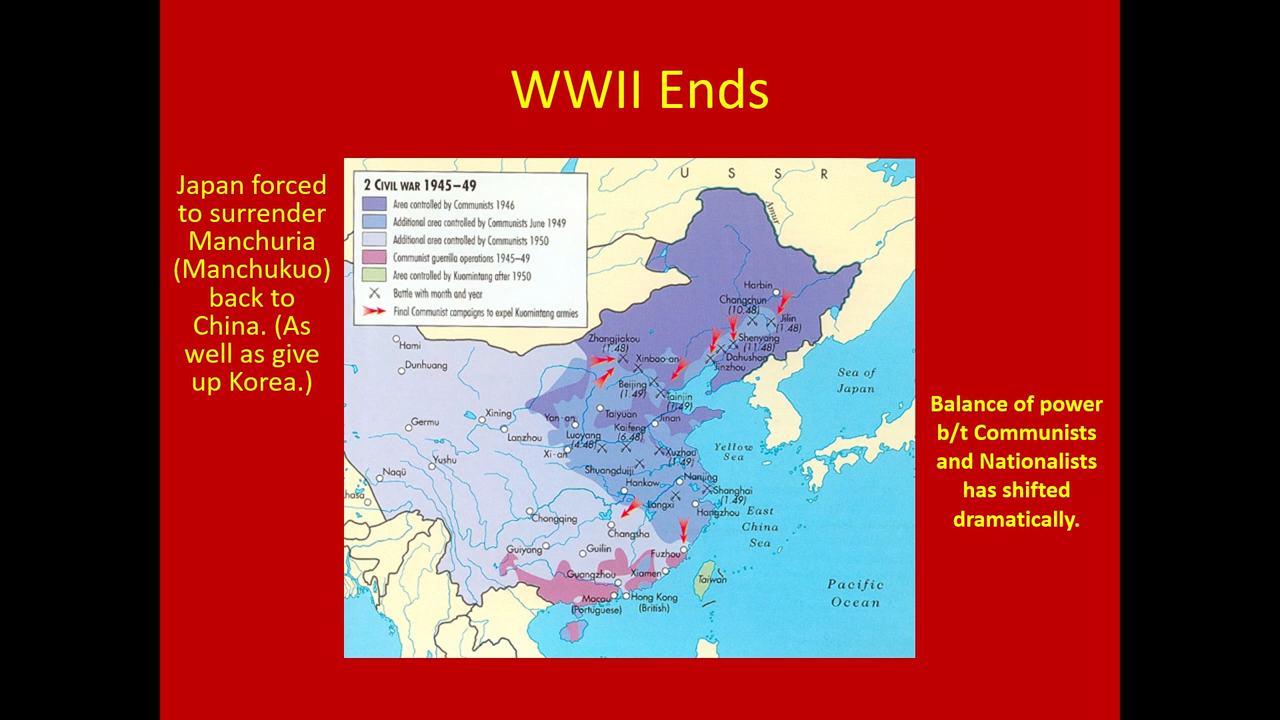 WWII Ends
Japan forced
to surrender
Manchuria
(Manchukuo)
back to
China. (As
well as give
up Korea.)
2 CIVIL WAR 1945–49
Area controlled by Communists 1946
Additional area controlled by Communists June 1949
Additional area controlled by Communists 1950
Communist guerrilla operations 1945–49
Area controlled by Kuomintang after 1950
Battle with month and year
Final Communist campaigns to expel Kuomintang armies
U S S R
Amur
Harbin
Changchun
(10.48)
Jilin
(1.48)
Shenyang
(11.48)
Dahushan
Jinzhou
Zhangjiakou
(1.48)
Xinbao-an
Beijing
(1.49)
Tainjin
(1.49)
Hami
Dunhuang
Sea of
Japan
Germu
Xining
Lanzhou
Yan-an
Taiyuan
Jinan
Kaifeng
(6.48)
Luoyang
(4.48)
Xi-an
Xuzhou
(1.49)
Yellow
Sea
Yushu
Naqü
hasa
Shuangduiji
Hankow
Nanjing
Shanghai
(1.49)
Langxi
Hangzhou
East
China
Sea
Chongqing
Changsha
Guiyang
Guilin
Fuzhou
Guangzhou
Xiamen
Taiwan
Macau
(Portuguese)
Hong Kong
(British)
Pacific
Ocean
Balance of power
b/t Communists
and Nationalists
has shifted
dramatically.